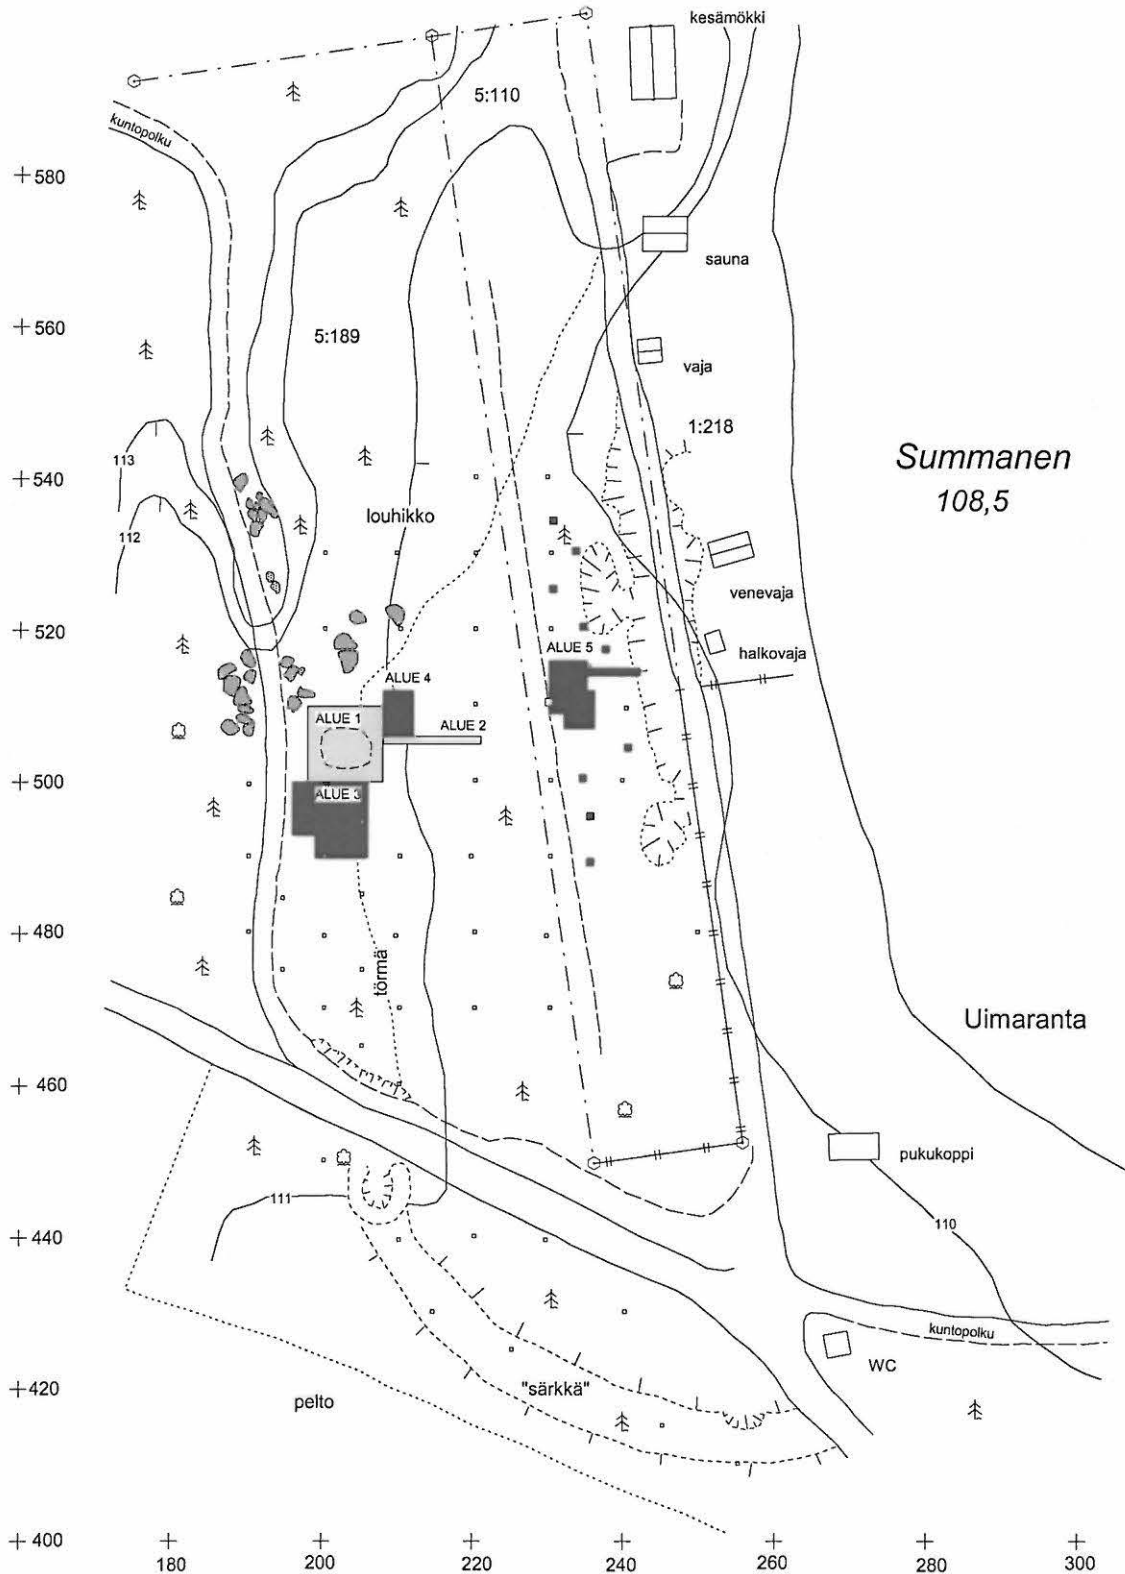 kesämökki
5:110
kuntopolku
580
sauna
560
5:189
vaja
1:218
Summanen
108,5
113
540
louhikko
112
venevaja
520
ALUE 5
halkovaja
ALUE 4
ALUE 1
ALUE 2
500
ALUE 3
480
törmä
Uimaranta
460
pukukoppi
111
110
440
kuntopolku
WC
420
"särkkä"
pelto
400
180
200
220
240
260
280
300